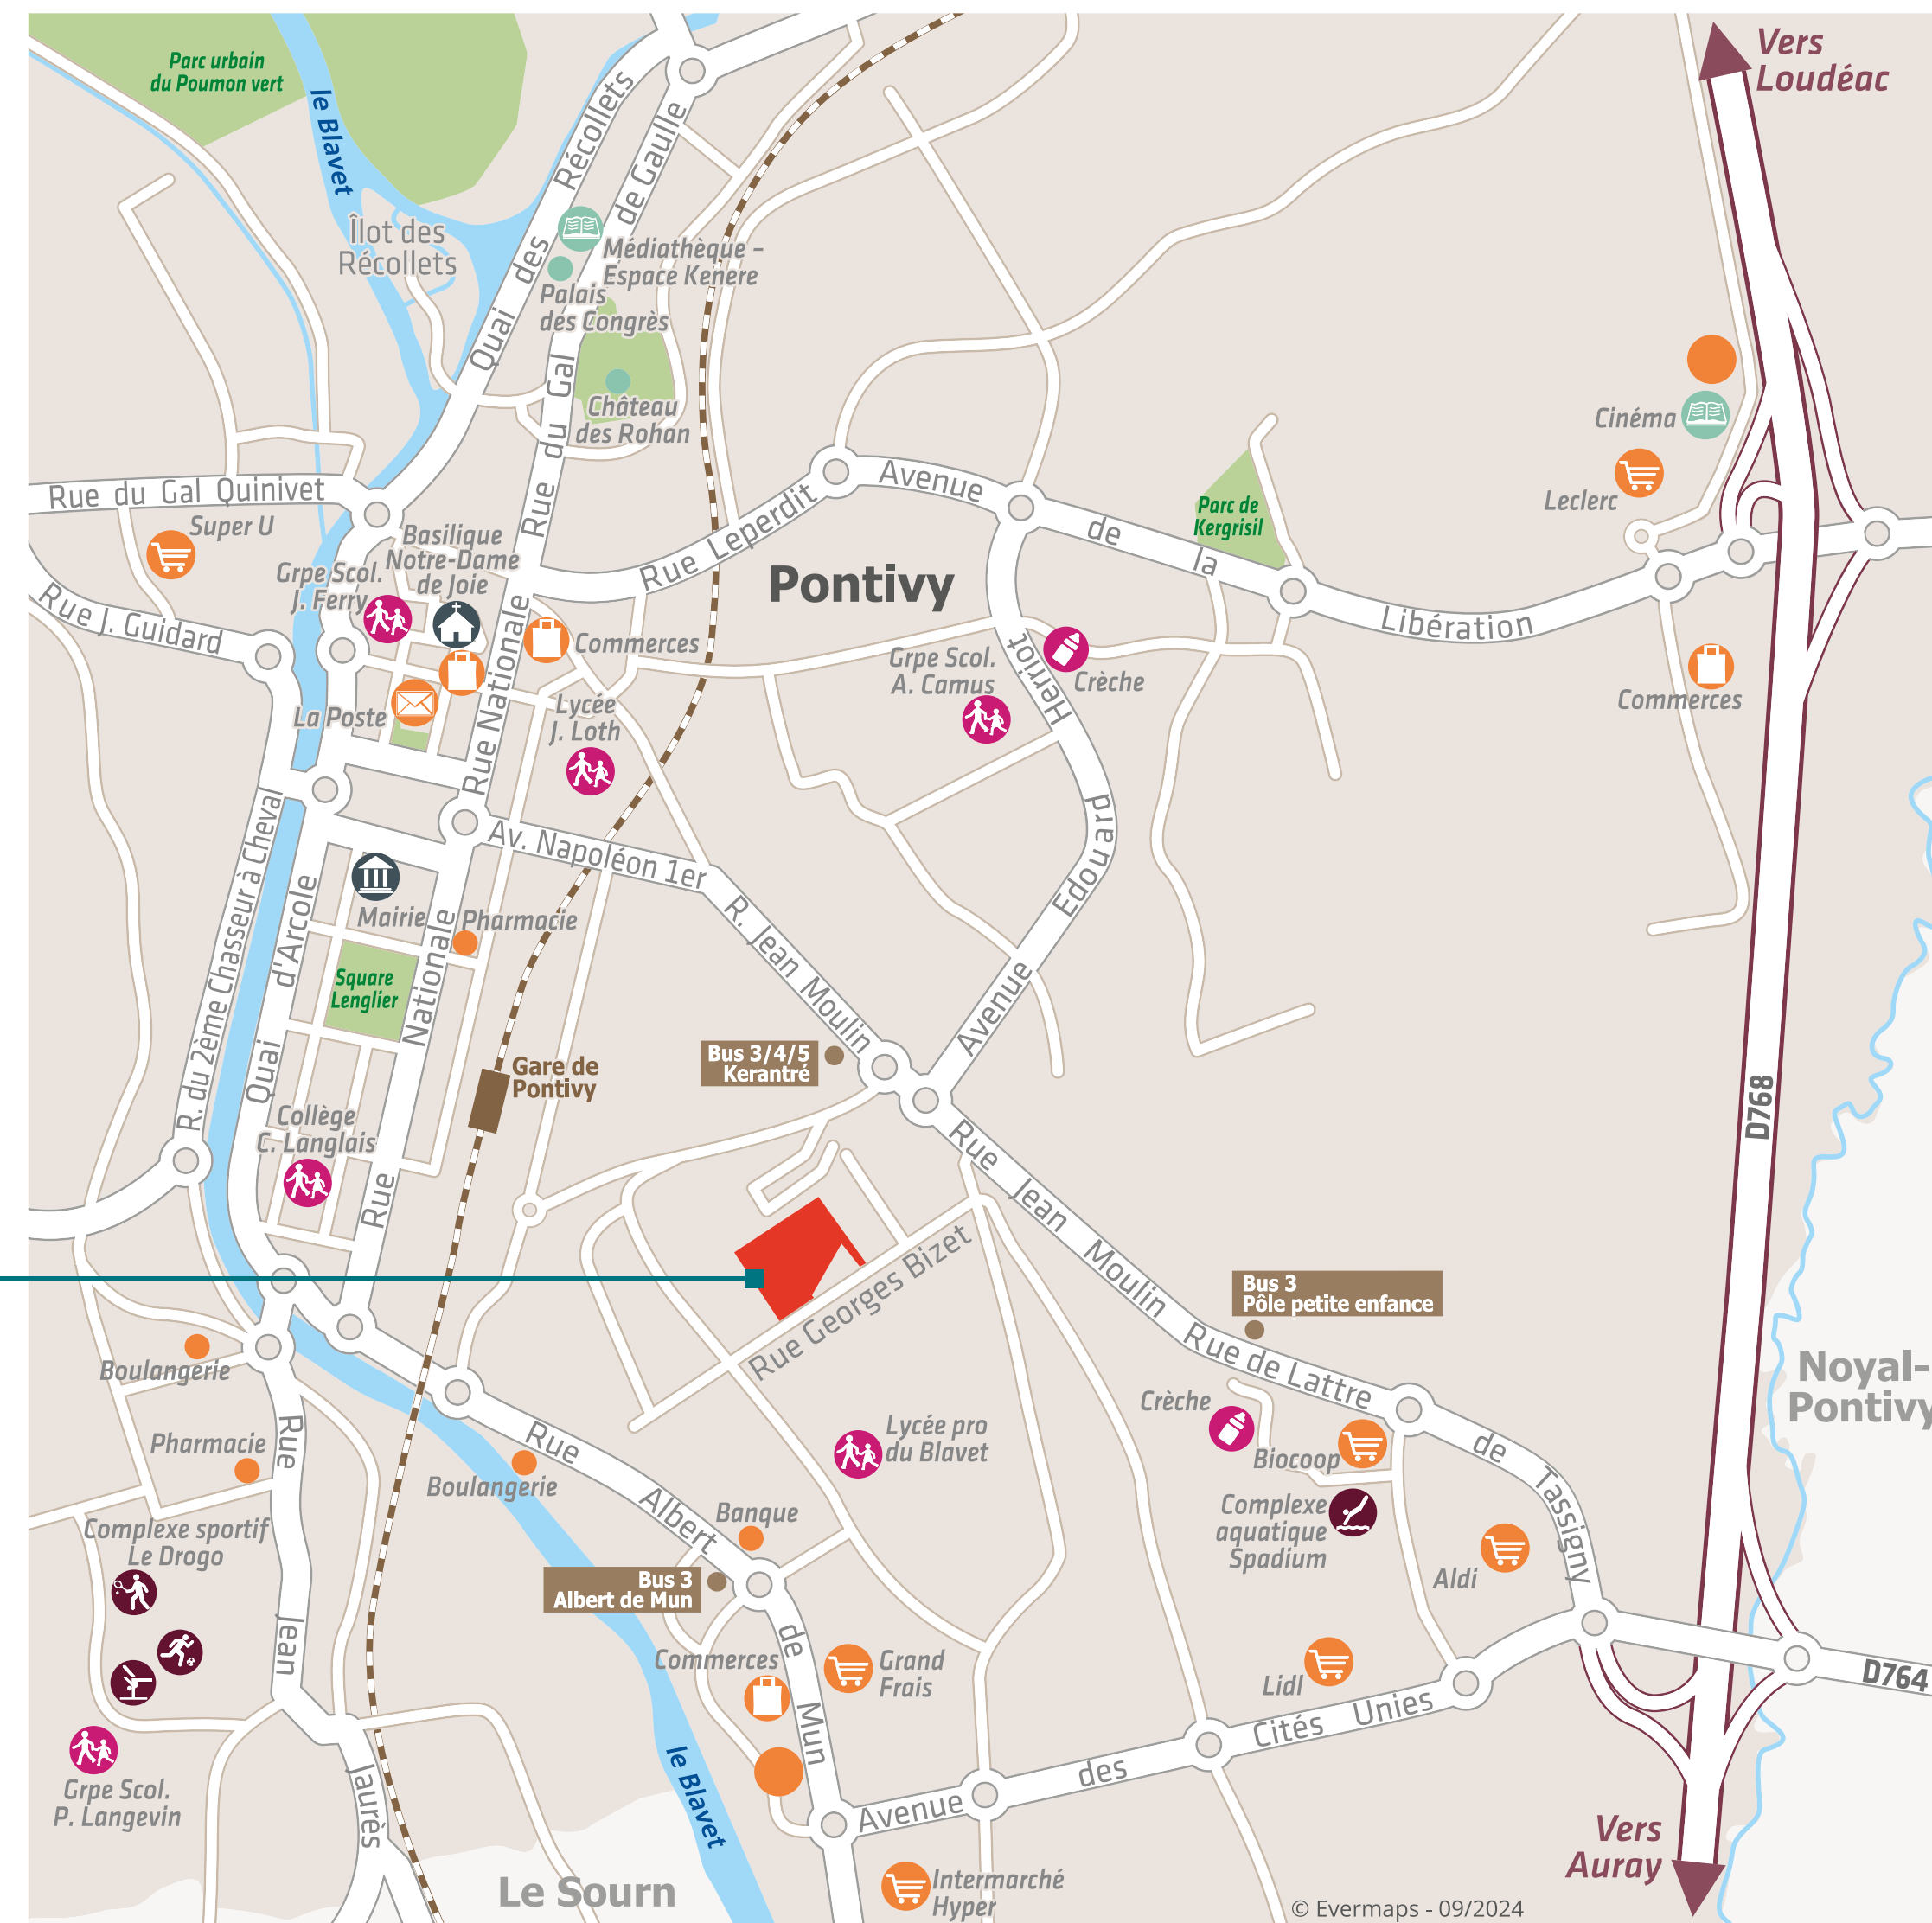 Parc urbain
du Poumon vert
le Blavet
Îlot des
Récollets
Quai des Récollets
Rue du Gal de Gaulle
Médiathèque –
Espace Kenere
Palais
des Congrès
Château
des Rohan
Vers
Loudéac
Cinéma
Leclerc
Rue du Gal Quinivet
Super U
Basilique
Notre-Dame
de Joie
Grpe Scol.
J. Ferry
Rue J. Guidard
Rue Leperdit
Avenue de la Libération
Parc de
Kergrisil
Pontivy
Commerces
La Poste
Rue Nationale
Lycée
J. Loth
Grpe Scol.
A. Camus
Crèche
Commerces
Avenue Edouard Herriot
R. du 2ème Chasseur à Cheval
Quai d'Arcole
Av. Napoléon 1er
Mairie
Pharmacie
Square
Lenglier
Rue Nationale
R. Jean Moulin
Gare de
Pontivy
Bus 3/4/5
Kerantré
Collège
C. Langlais
D768
Rue Jean Moulin
Rue Georges Bizet
Bus 3
Pôle petite enfance
Noyal-
Pontivy
Boulangerie
Rue de Lattre de Tassigny
Crèche
Biocoop
Lycée pro
du Blavet
Pharmacie
Boulangerie
Rue Albert de Mun
Banque
Complexe
aquatique
Spadium
Aldi
Complexe sportif
Le Drogo
Bus 3
Albert de Mun
Rue Jean Jaurès
Commerces
Grand
Frais
Lidl
D764
Avenue des Cités Unies
Grpe Scol.
P. Langevin
le Blavet
Vers
Auray
Le Sourn
Intermarché
Hyper
© Evermaps - 09/2024